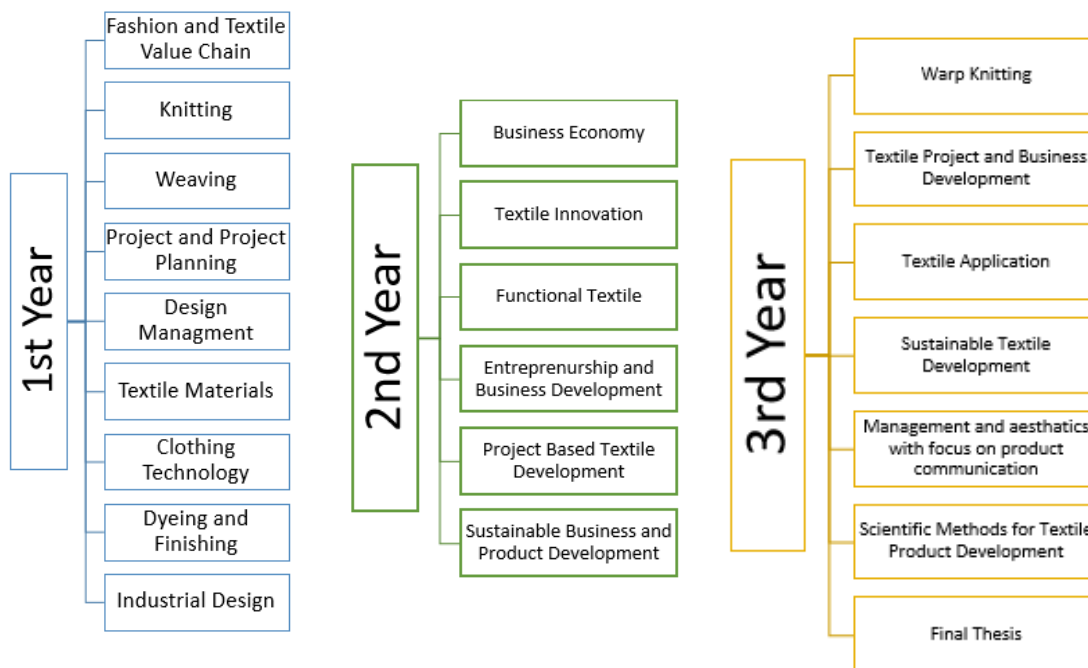 1st Year
Fashion and Textile
Value Chain
Knitting
Weaving
Project and Project
Planning
Design
Managment
Textile Materials
Clothing
Technology
Dyeing and
Finishing
Industrial Design
2nd Year
Business Economy
Textile Innovation
Functional Textile
Entreprenurship and
Business Development
Project Based Textile
Development
Sustainable Business and
Product Development
3rd Year
Warp Knitting
Textile Project and Business
Development
Textile Application
Sustainable Textile
Development
Management and aesthatics
with focus on product
communication
Scientific Methods for Textile
Product Development
Final Thesis